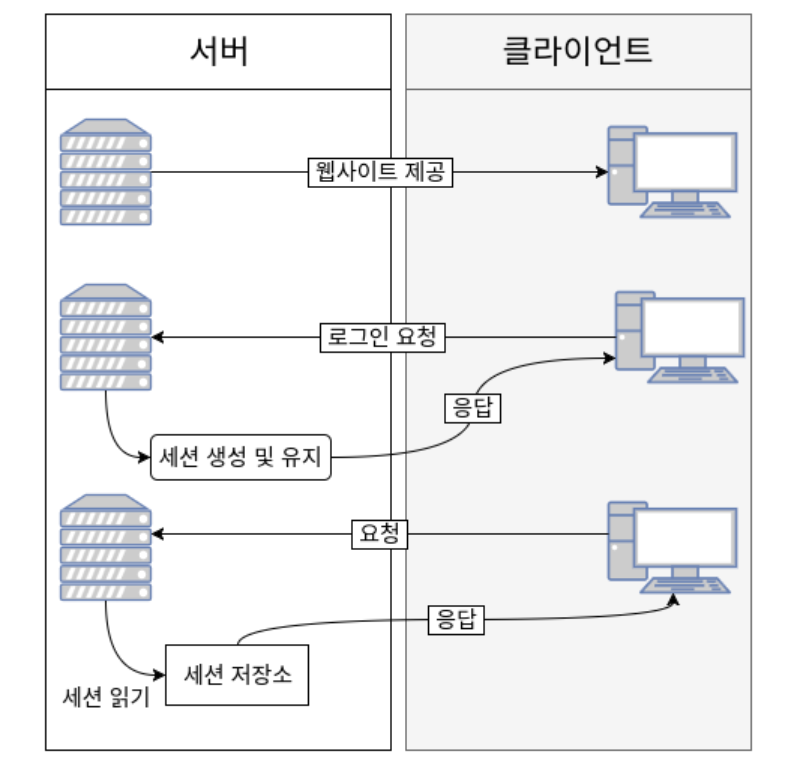 서버
클라이언트
웹사이트 제공
로그인 요청
응답
세션 생성 및 유지
요청
응답
세션 저장소
세션 읽기